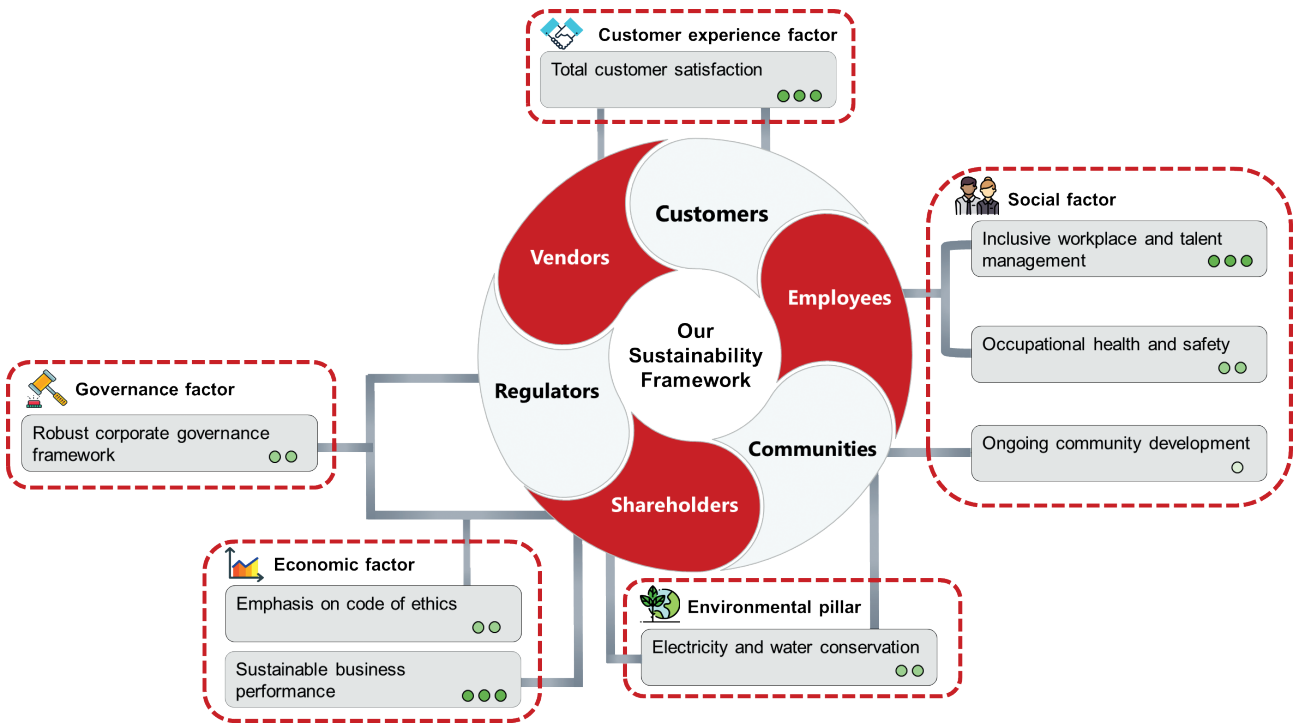 Customer experience factor
Total customer satisfaction
Social factor
Inclusive workplace and talent
management
Occupational health and safety
Ongoing community development
Customers
Vendors
Employees
Our
Sustainability
Framework
Regulators
Communities
Shareholders
Governance factor
Robust corporate governance
framework
Economic factor
Emphasis on code of ethics
Sustainable business
performance
Environmental pillar
Electricity and water conservation